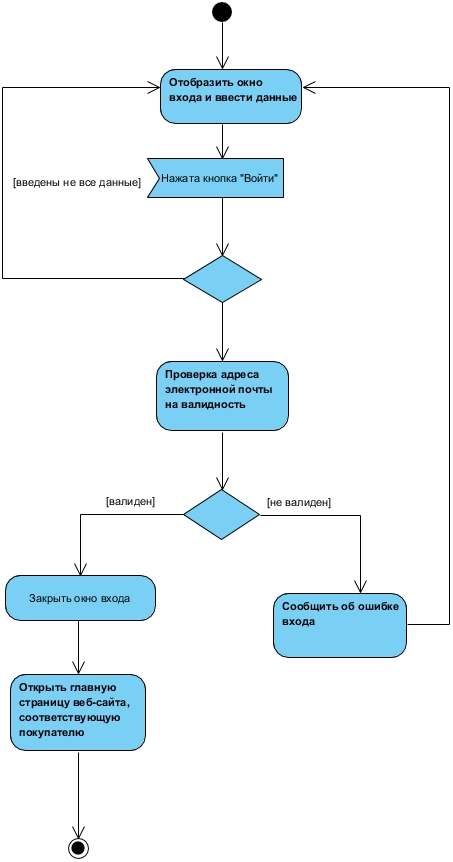 Отобразить окно
входа и ввести данные
[введены не все данные]
Нажата кнопка "Войти"
Проверка адреса
электронной почты
на валидность
[валиден]
[не валиден]
Закрыть окно входа
Сообщить об ошибке
входа
Открыть главную
страницу веб-сайта,
соответствующую
покупателю